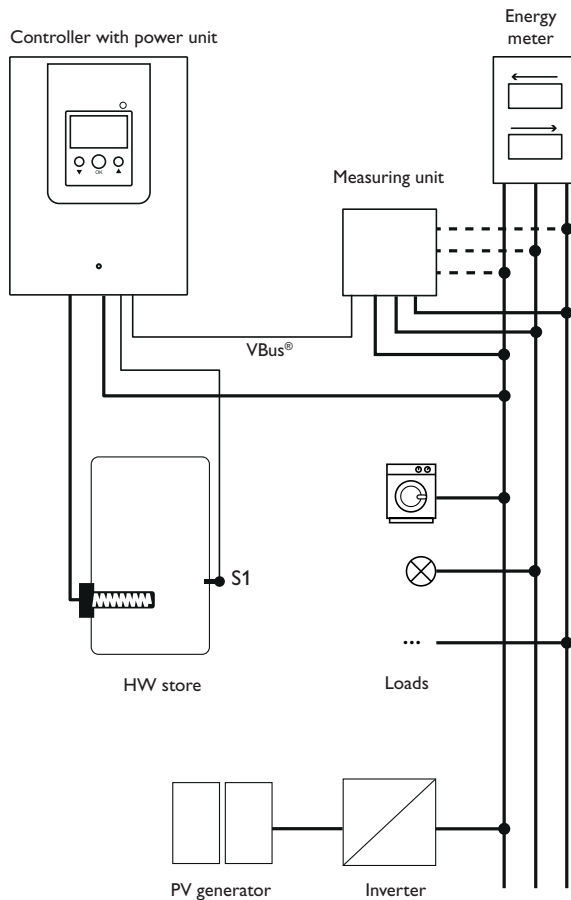 Energy
meter
Controller with power unit
OK
Measuring unit
VBus®
S1
HW store
...
Loads
PV generator
Inverter